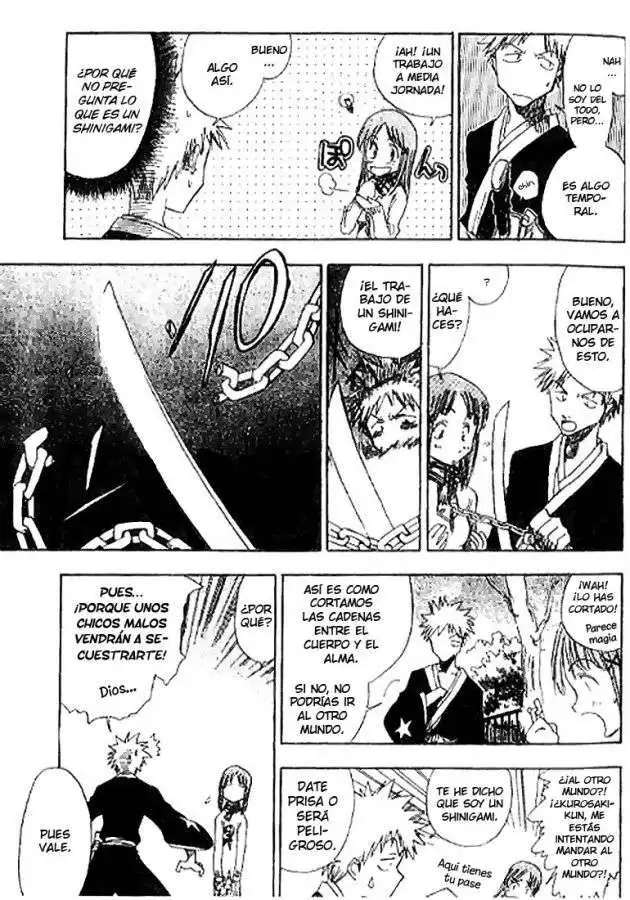 NAH
...
NO LO
SOY DEL
TODO,
PERO...
ES ALGO
TEMPO-
RAL.
¡AH! ¡UN
TRABAJO
A MEDIA
JORNADA!
BUENO
...
ALGO
ASÍ.
¿POR QUÉ
NO PRE-
GUNTA LO
QUE ES UN
SHINIGAMI?
BUENO,
VAMOS A
OCUPAR-
NOS DE
ESTO.
?
¿QUÉ
HA-
CES?
¡EL TRA-
BAJO DE
UN SHINI-
GAMI!
¡WAH!
¡LO HAS
CORTADO!
Parece
magia
ASÍ ES COMO
CORTAMOS
LAS CADENAS
ENTRE EL
CUERPO Y EL
ALMA.
SI NO, NO
PODRÍAS IR
AL OTRO
MUNDO.
¿¡AL OTRO
MUNDO?!
¡¿KUROSAKI-
KUN, ME
ESTÁS
INTENTANDO
MANDAR AL
OTRO
MUNDO?!
TE HE DICHO
QUE SOY UN
SHINIGAMI.
Aquí tienes
tu pase
DATE
PRISA O
SERÁ
PELI-
GROSO.
¿POR
QUÉ?
PUES...
¡PORQUE UNOS
CHICOS MALOS
VENDRÁN A SE-
CUESTRARTE!
Dios...
PUES
VALE.